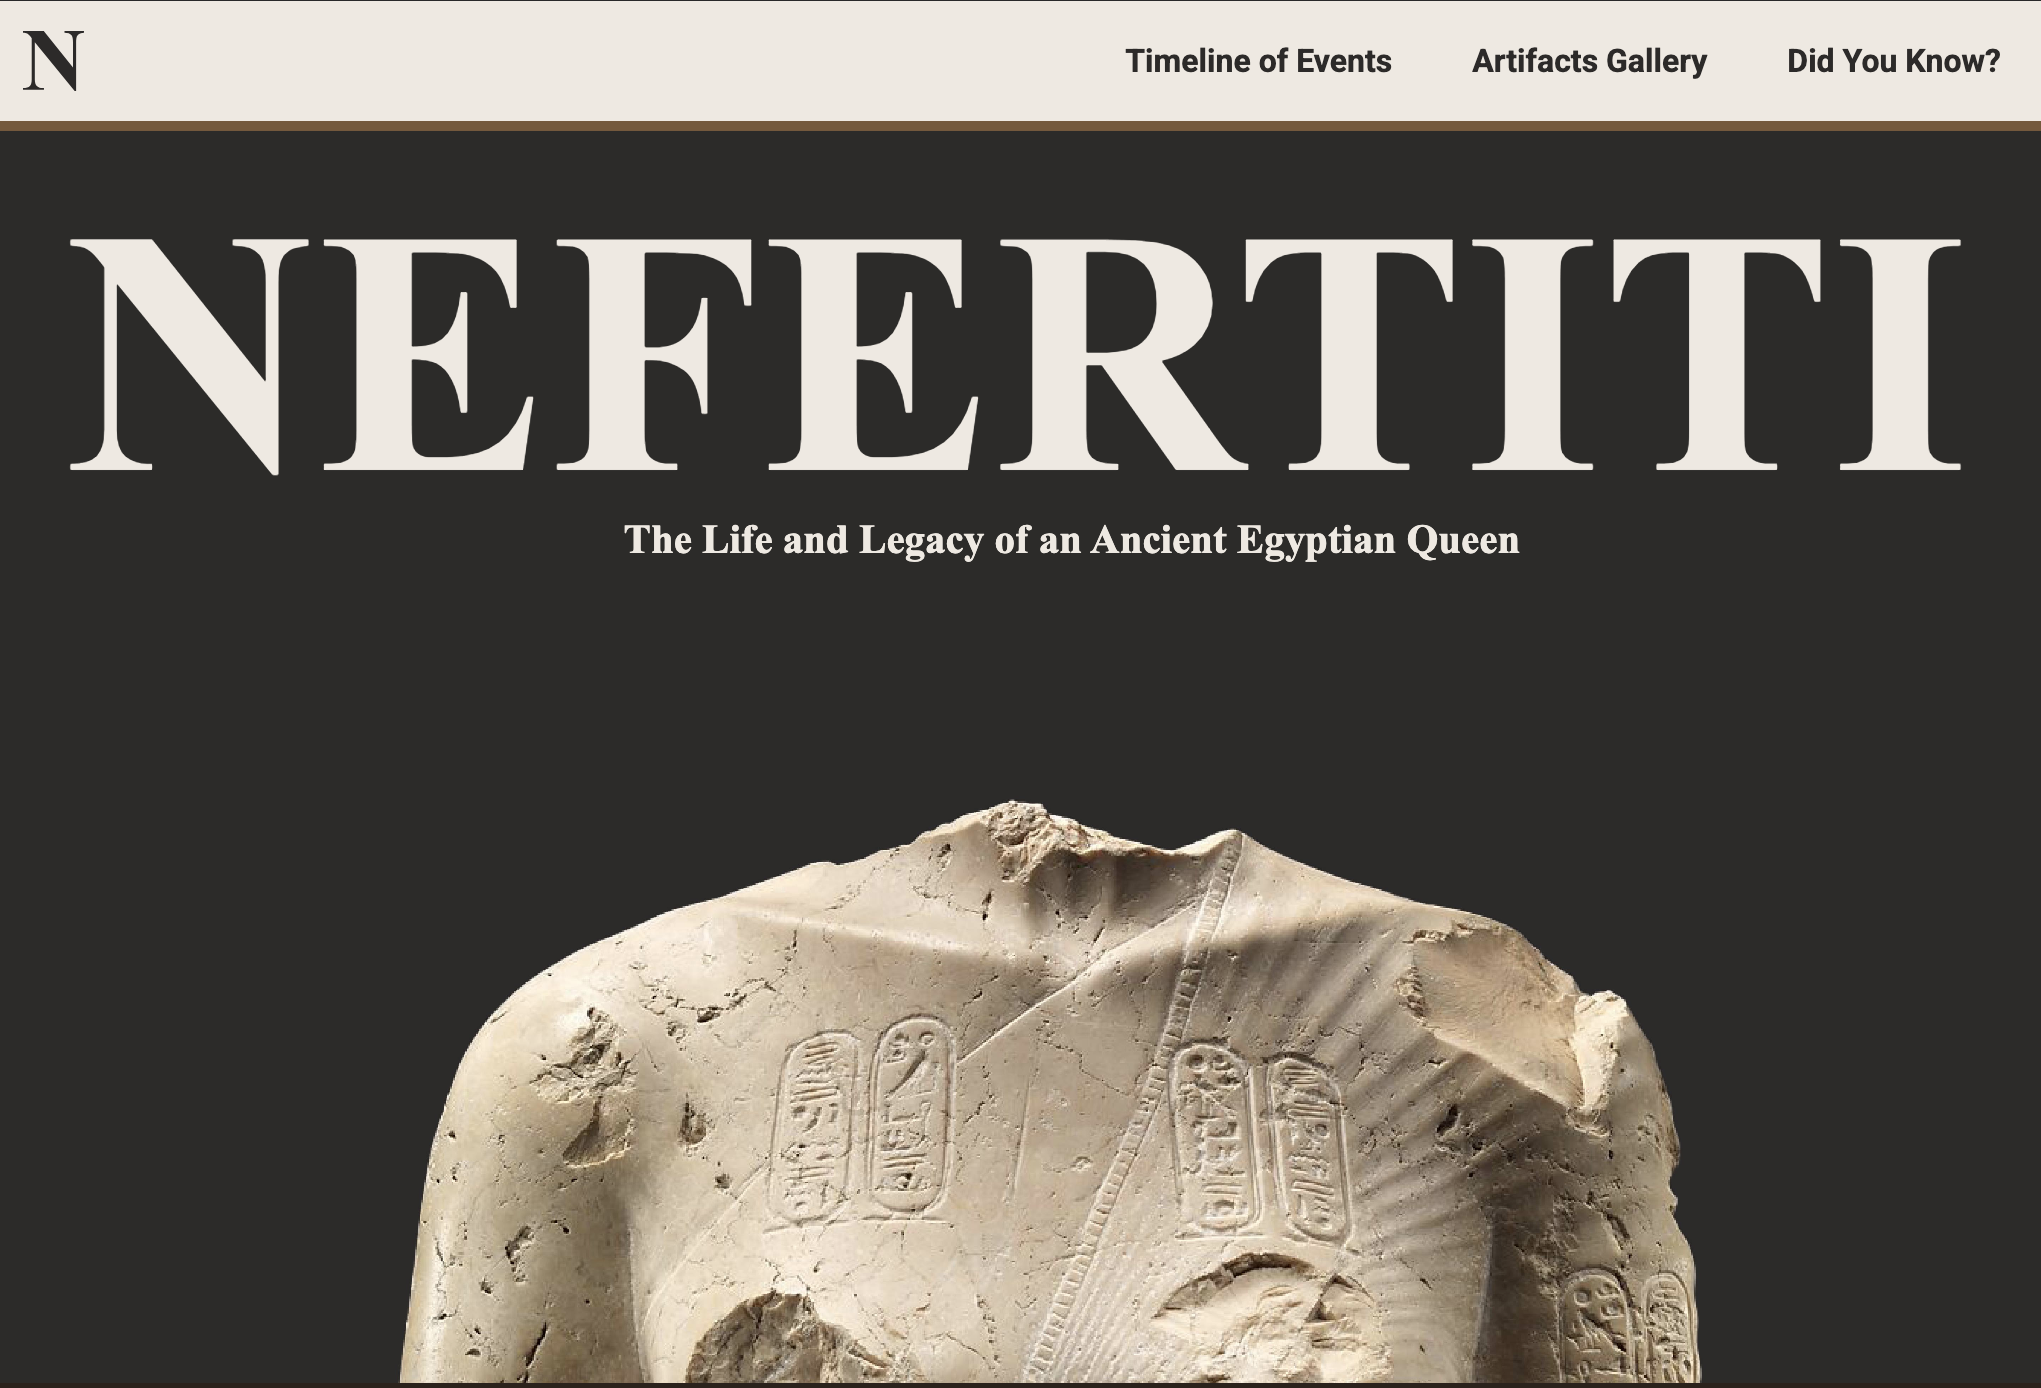 N
Timeline of Events
Artifacts Gallery
Did You Know?
NEFERTITI
The Life and Legacy of an Ancient Egyptian Queen